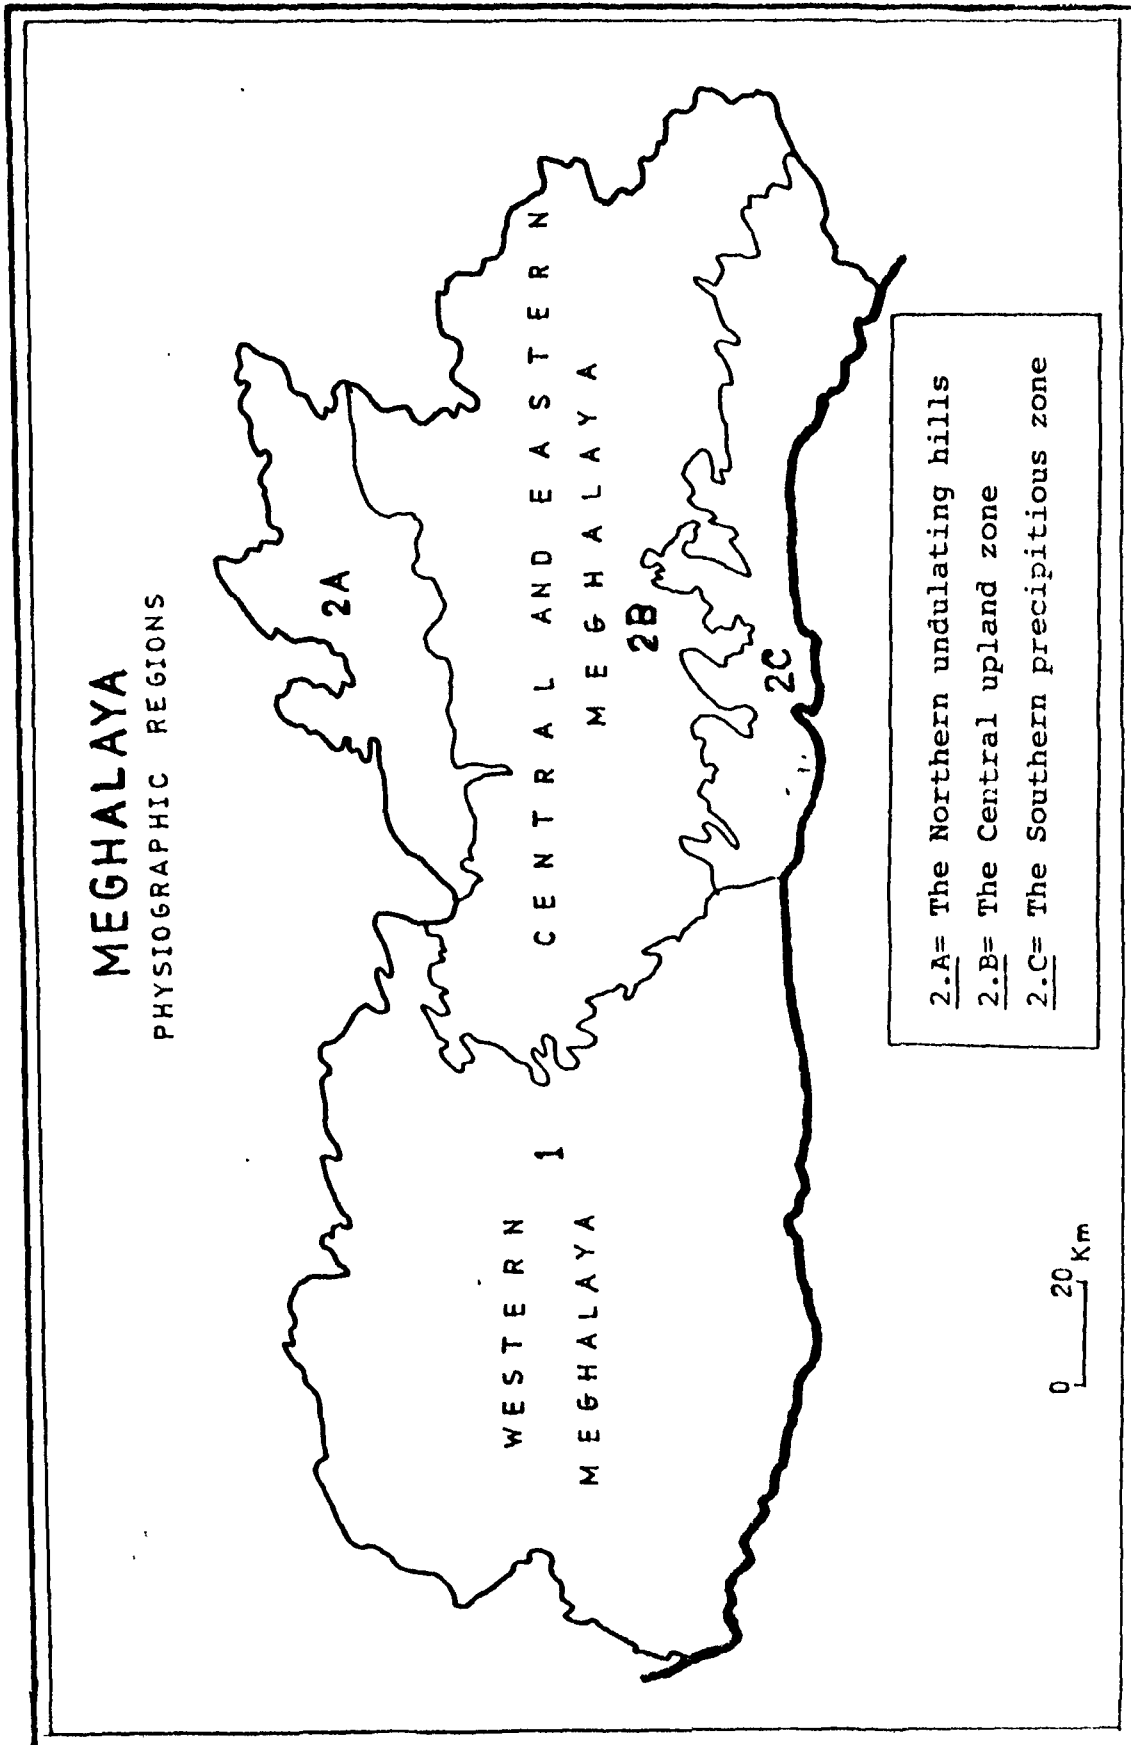 MEGHALAYA
PHYSIOGRAPHIC REGIONS
2A
CENTRAL AND EASTERN
MEGHALAYA
2B
2C
WESTERN
1
MEGHALAYA
2.A= The Northern undulating hills
2.B= The Central upland zone
2.C= The Southern precipitious zone
0 20 Km